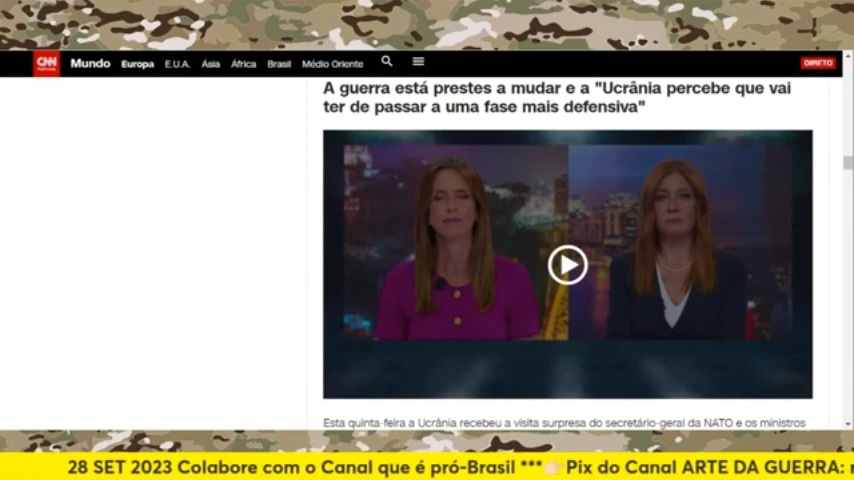 CNN PORTUGAL Mundo Europa E.U.A. Ásia África Brasil Médio Oriente DIRETO
A guerra está prestes a mudar e a "Ucrânia percebe que vai
ter de passar a uma fase mais defensiva"
Esta quinta-feira a Ucrânia recebeu a visita surpresa do secretário-geral da NATO e os ministros
28 SET 2023 Colabore com o Canal que é pró-Brasil *** Pix do Canal ARTE DA GUERRA: